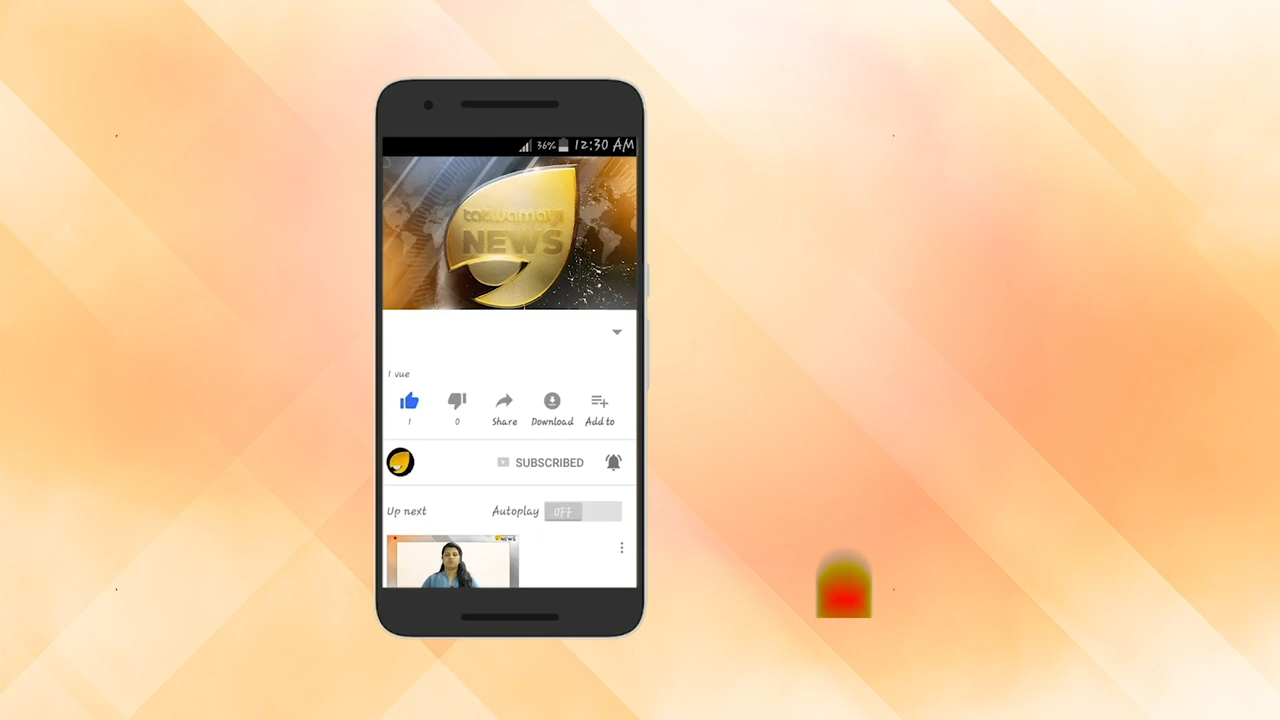 36% 12:30 AM
tatwamayi
NEWS
1 vue
1 0 Share Download Add to
SUBSCRIBED
Up next Autoplay OFF
NEWS